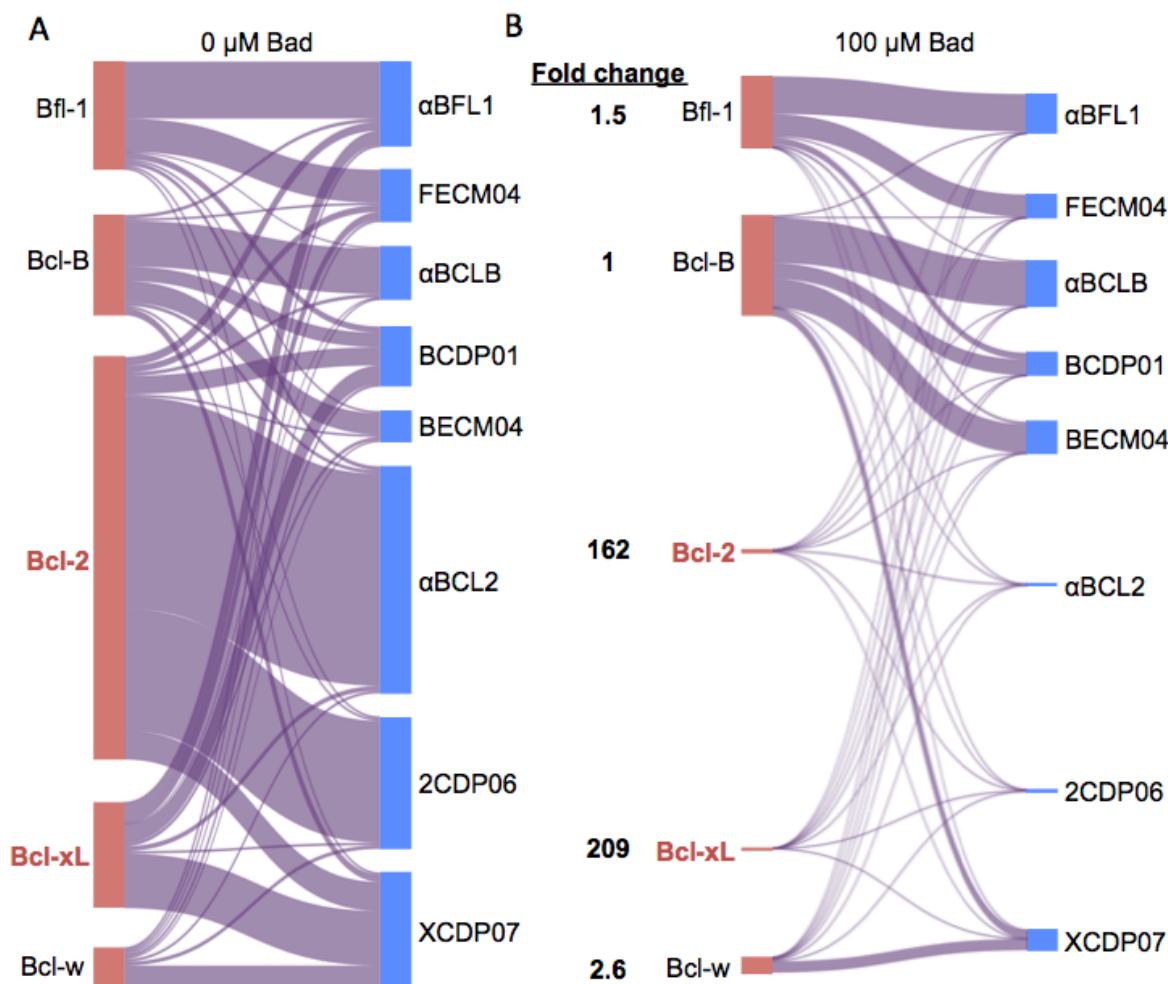 A
0 µM Bad
Bfl-1
Bcl-B
Bcl-2
Bcl-xL
Bcl-w
αBFL1
FECM04
αBCLB
BCDP01
BECM04
αBCL2
2CDP06
XCDP07
B
100 µM Bad
Fold change
1.5
1
162
209
2.6
Bfl-1
Bcl-B
Bcl-2
Bcl-xL
Bcl-w
αBFL1
FECM04
αBCLB
BCDP01
BECM04
αBCL2
2CDP06
XCDP07